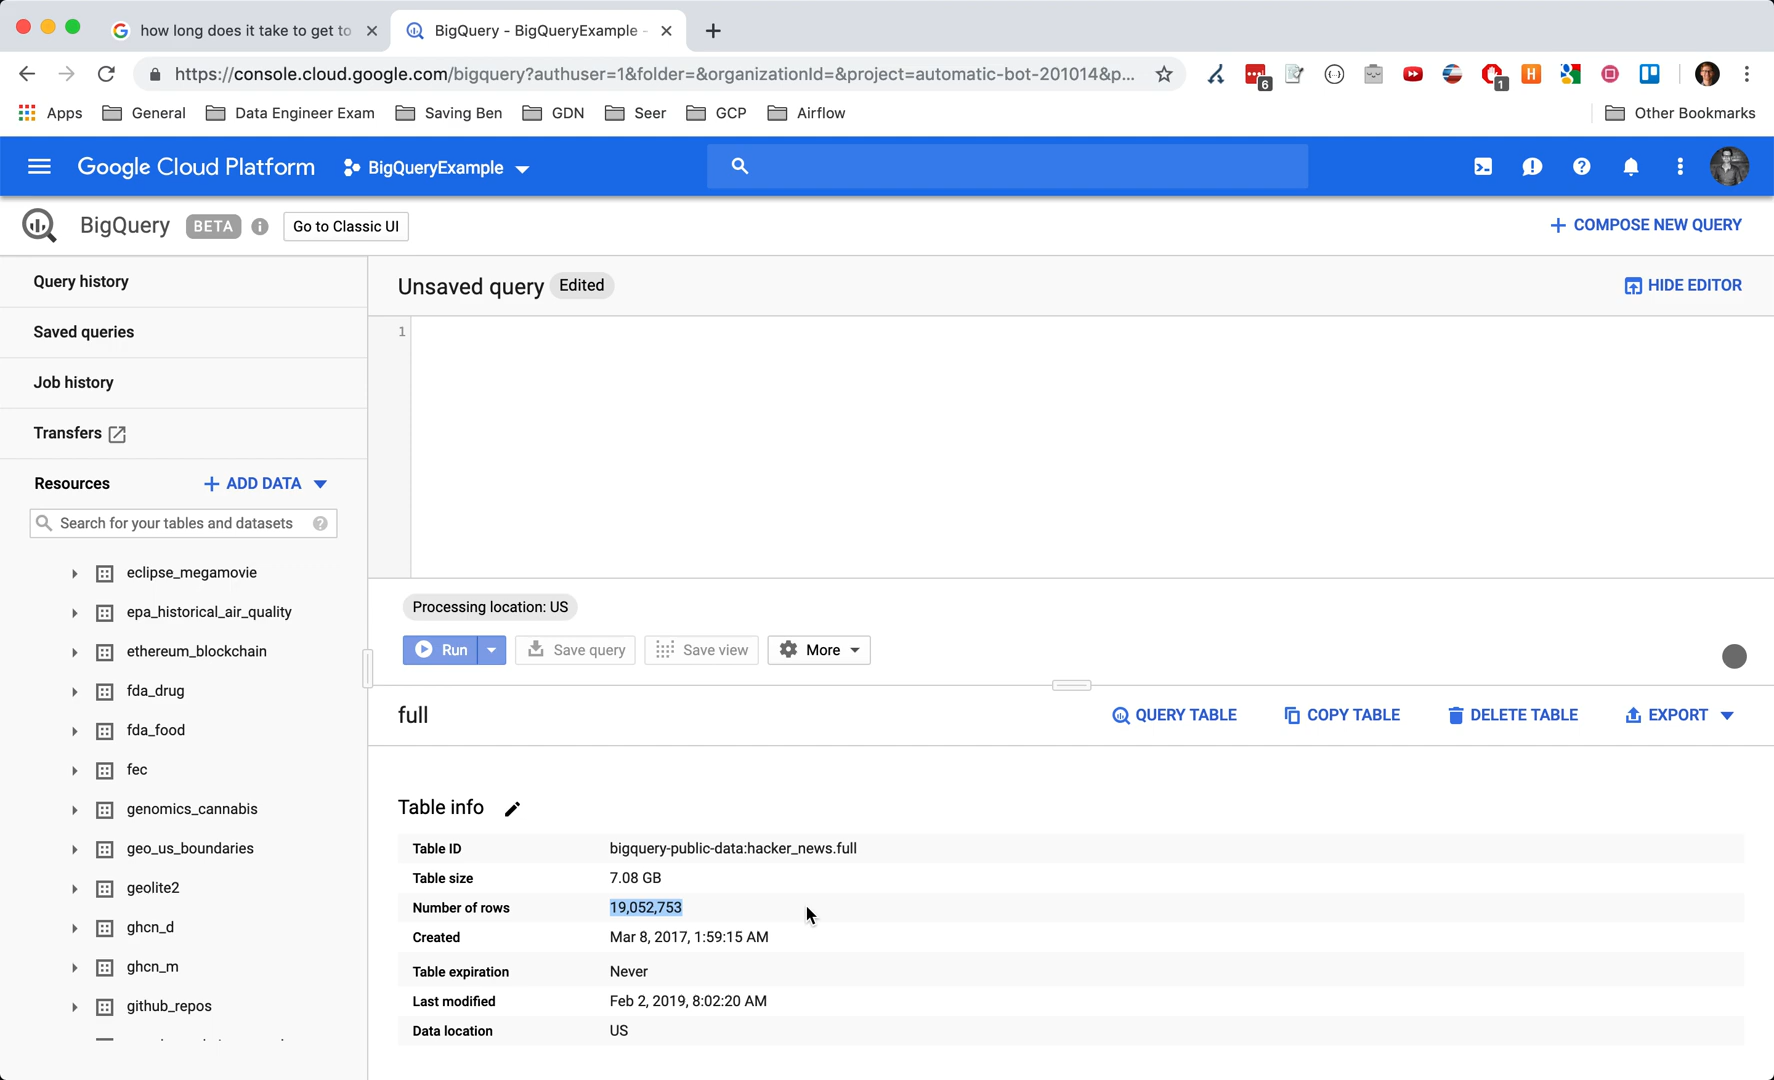 how long does it take to get to
BigQuery - BigQueryExample -
https://console.cloud.google.com/bigquery?authuser=1&folder=&organizationId=&project=automatic-bot-201014&p...
6
1
H
Apps
General
Data Engineer Exam
Saving Ben
GDN
Seer
GCP
Airflow
Other Bookmarks
Google Cloud Platform
BigQueryExample
BigQuery
BETA
Go to Classic UI
COMPOSE NEW QUERY
Query history
Saved queries
Job history
Transfers
Resources
ADD DATA
Search for your tables and datasets
eclipse_megamovie
epa_historical_air_quality
ethereum_blockchain
fda_drug
fda_food
fec
genomics_cannabis
geo_us_boundaries
geolite2
ghcn_d
ghcn_m
github_repos
Unsaved query
Edited
HIDE EDITOR
1
Processing location: US
Run
Save query
Save view
More
full
QUERY TABLE
COPY TABLE
DELETE TABLE
EXPORT
Table info
Table ID bigquery-public-data:hacker_news.full
Table size 7.08 GB
Number of rows 19,052,753
Created Mar 8, 2017, 1:59:15 AM
Table expiration Never
Last modified Feb 2, 2019, 8:02:20 AM
Data location US